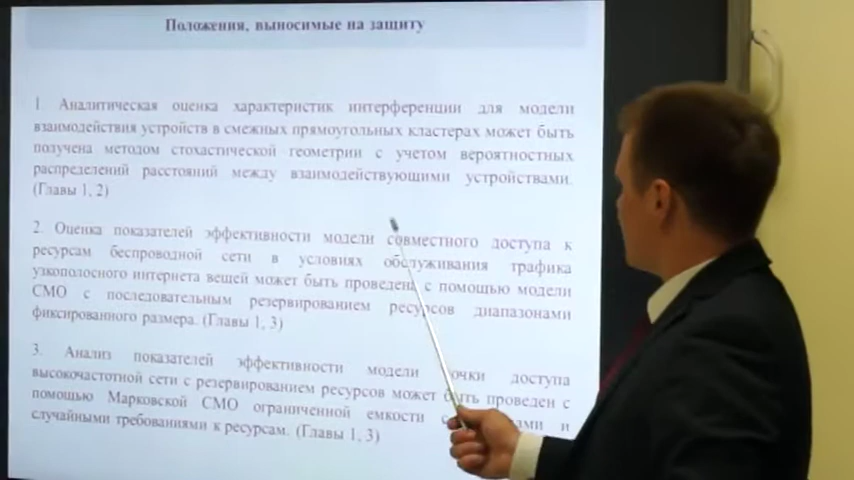 Положения, выносимые на защиту
1. Аналитическая оценка характеристик интерференции для модели
взаимодействия устройств в смежных прямоугольных кластерах может быть
получена методом стохастической геометрии с учетом вероятностных
распределений расстояний между взаимодействующими устройствами.
(Главы 1, 2)
2. Оценка показателей эффективности модели совместного доступа к
ресурсам беспроводной сети в условиях обслуживания трафика
узкополосного интернета вещей может быть проведена с помощью модели
СМО с последовательным резервированием ресурсов диапазонами
фиксированного размера. (Главы 1, 3)
3. Анализ показателей эффективности модели очки доступа
высокочастотной сети с резервированием ресурсов может быть проведен с
помощью Марковской СМО ограниченной емкости с и
случайными требованиями к ресурсам. (Главы 1, 3)